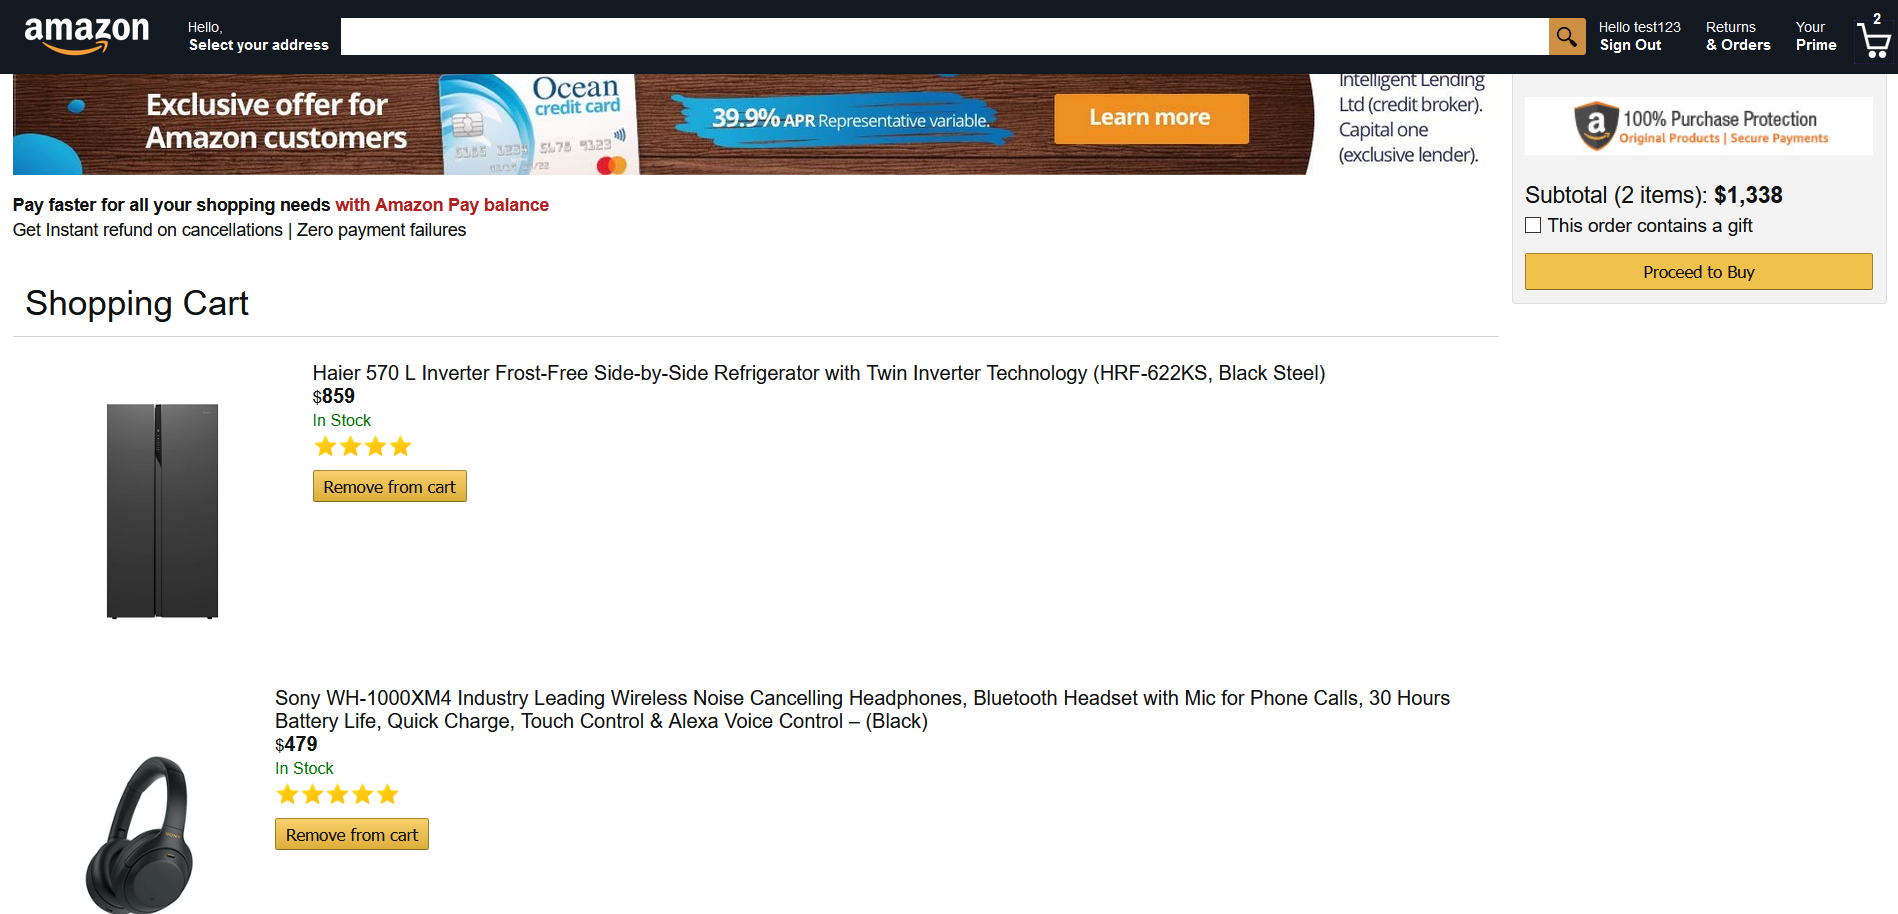 amazon
Hello,
Select your address
Hello test123
Sign Out
Returns
& Orders
Your
Prime
2
Exclusive offer for
Amazon customers
Ocean
credit card
39.9% APR Representative variable.
Learn more
Intelligent Lending
Ltd (credit broker).
Capital one
(exclusive lender).
100% Purchase Protection
Original Products | Secure Payments
Subtotal (2 items): $1,338
This order contains a gift
Proceed to Buy
Pay faster for all your shopping needs with Amazon Pay balance
Get Instant refund on cancellations | Zero payment failures
Shopping Cart
Haier 570 L Inverter Frost-Free Side-by-Side Refrigerator with Twin Inverter Technology (HRF-622KS, Black Steel)
$859
In Stock
Remove from cart
Sony WH-1000XM4 Industry Leading Wireless Noise Cancelling Headphones, Bluetooth Headset with Mic for Phone Calls, 30 Hours
Battery Life, Quick Charge, Touch Control & Alexa Voice Control – (Black)
$479
In Stock
Remove from cart
SONY